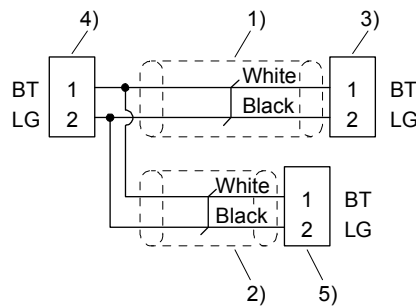 4) 1) 3)
BT 1 White 1 BT
LG 2 Black 2 LG
White 1 BT
Black 2 LG
2) 5)